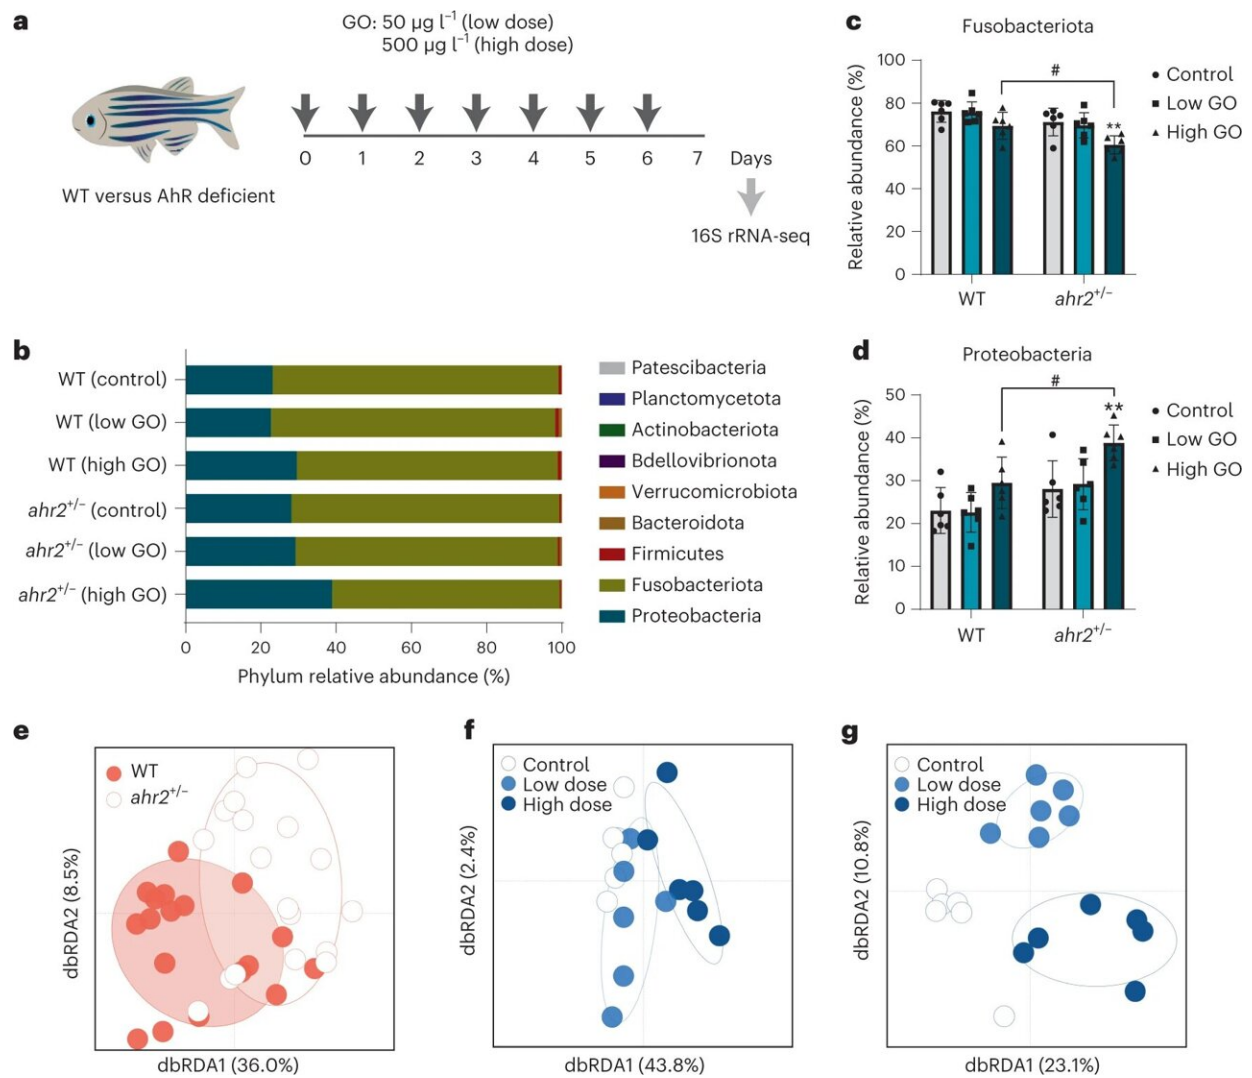 a
GO: 50 µg l⁻¹ (low dose)
500 µg l⁻¹ (high dose)
0 1 2 3 4 5 6 7 Days
WT versus AhR deficient
16S rRNA-seq
b
WT (control)
WT (low GO)
WT (high GO)
ahr2⁺/⁻ (control)
ahr2⁺/⁻ (low GO)
ahr2⁺/⁻ (high GO)
0 20 40 60 80 100
Phylum relative abundance (%)
Patescibacteria
Planctomycetota
Actinobacteriota
Bdellovibrionota
Verrucomicrobiota
Bacteroidota
Firmicutes
Fusobacteriota
Proteobacteria
c
Fusobacteriota
Relative abundance (%)
100
80
60
40
20
0
#
**
WT ahr2⁺/⁻
Control
Low GO
High GO
d
Proteobacteria
Relative abundance (%)
50
40
30
20
10
0
#
**
WT ahr2⁺/⁻
Control
Low GO
High GO
e
WT
ahr2⁺/⁻
dbRDA2 (8.5%)
dbRDA1 (36.0%)
f
Control
Low dose
High dose
dbRDA2 (2.4%)
dbRDA1 (43.8%)
g
Control
Low dose
High dose
dbRDA2 (10.8%)
dbRDA1 (23.1%)